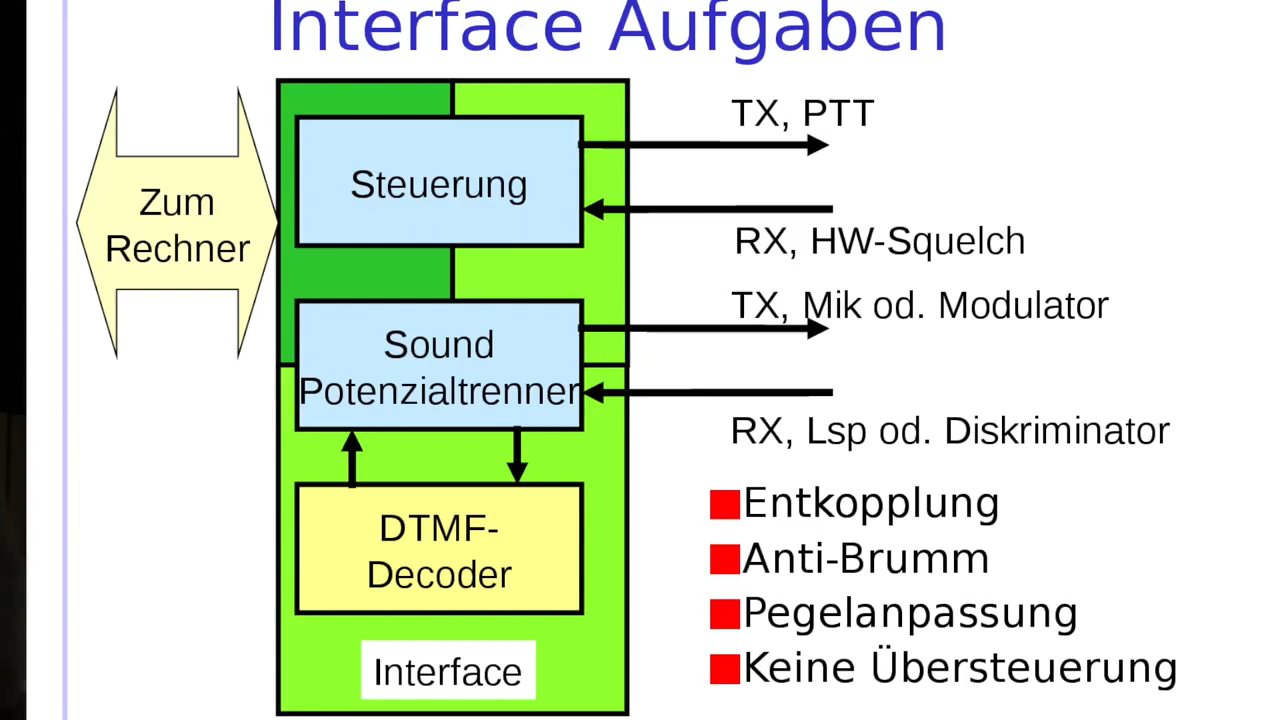 Interface Aufgaben
Zum
Rechner
Steuerung
Sound
Potenzialtrenner
DTMF-
Decoder
Interface
TX, PTT
RX, HW-Squelch
TX, Mik od. Modulator
RX, Lsp od. Diskriminator
Entkopplung
Anti-Brumm
Pegelanpassung
Keine Übersteuerung